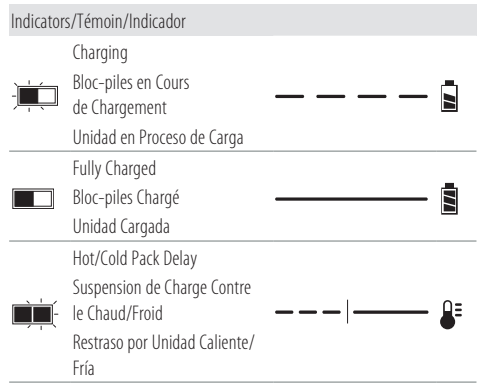 Indicators/Témoin/Indicador
Charging
Bloc-piles en Cours
de Chargement
Unidad en Proceso de Carga
Fully Charged
Bloc-piles Chargé
Unidad Cargada
Hot/Cold Pack Delay
Suspension de Charge Contre
le Chaud/Froid
Restraso por Unidad Caliente/
Fría